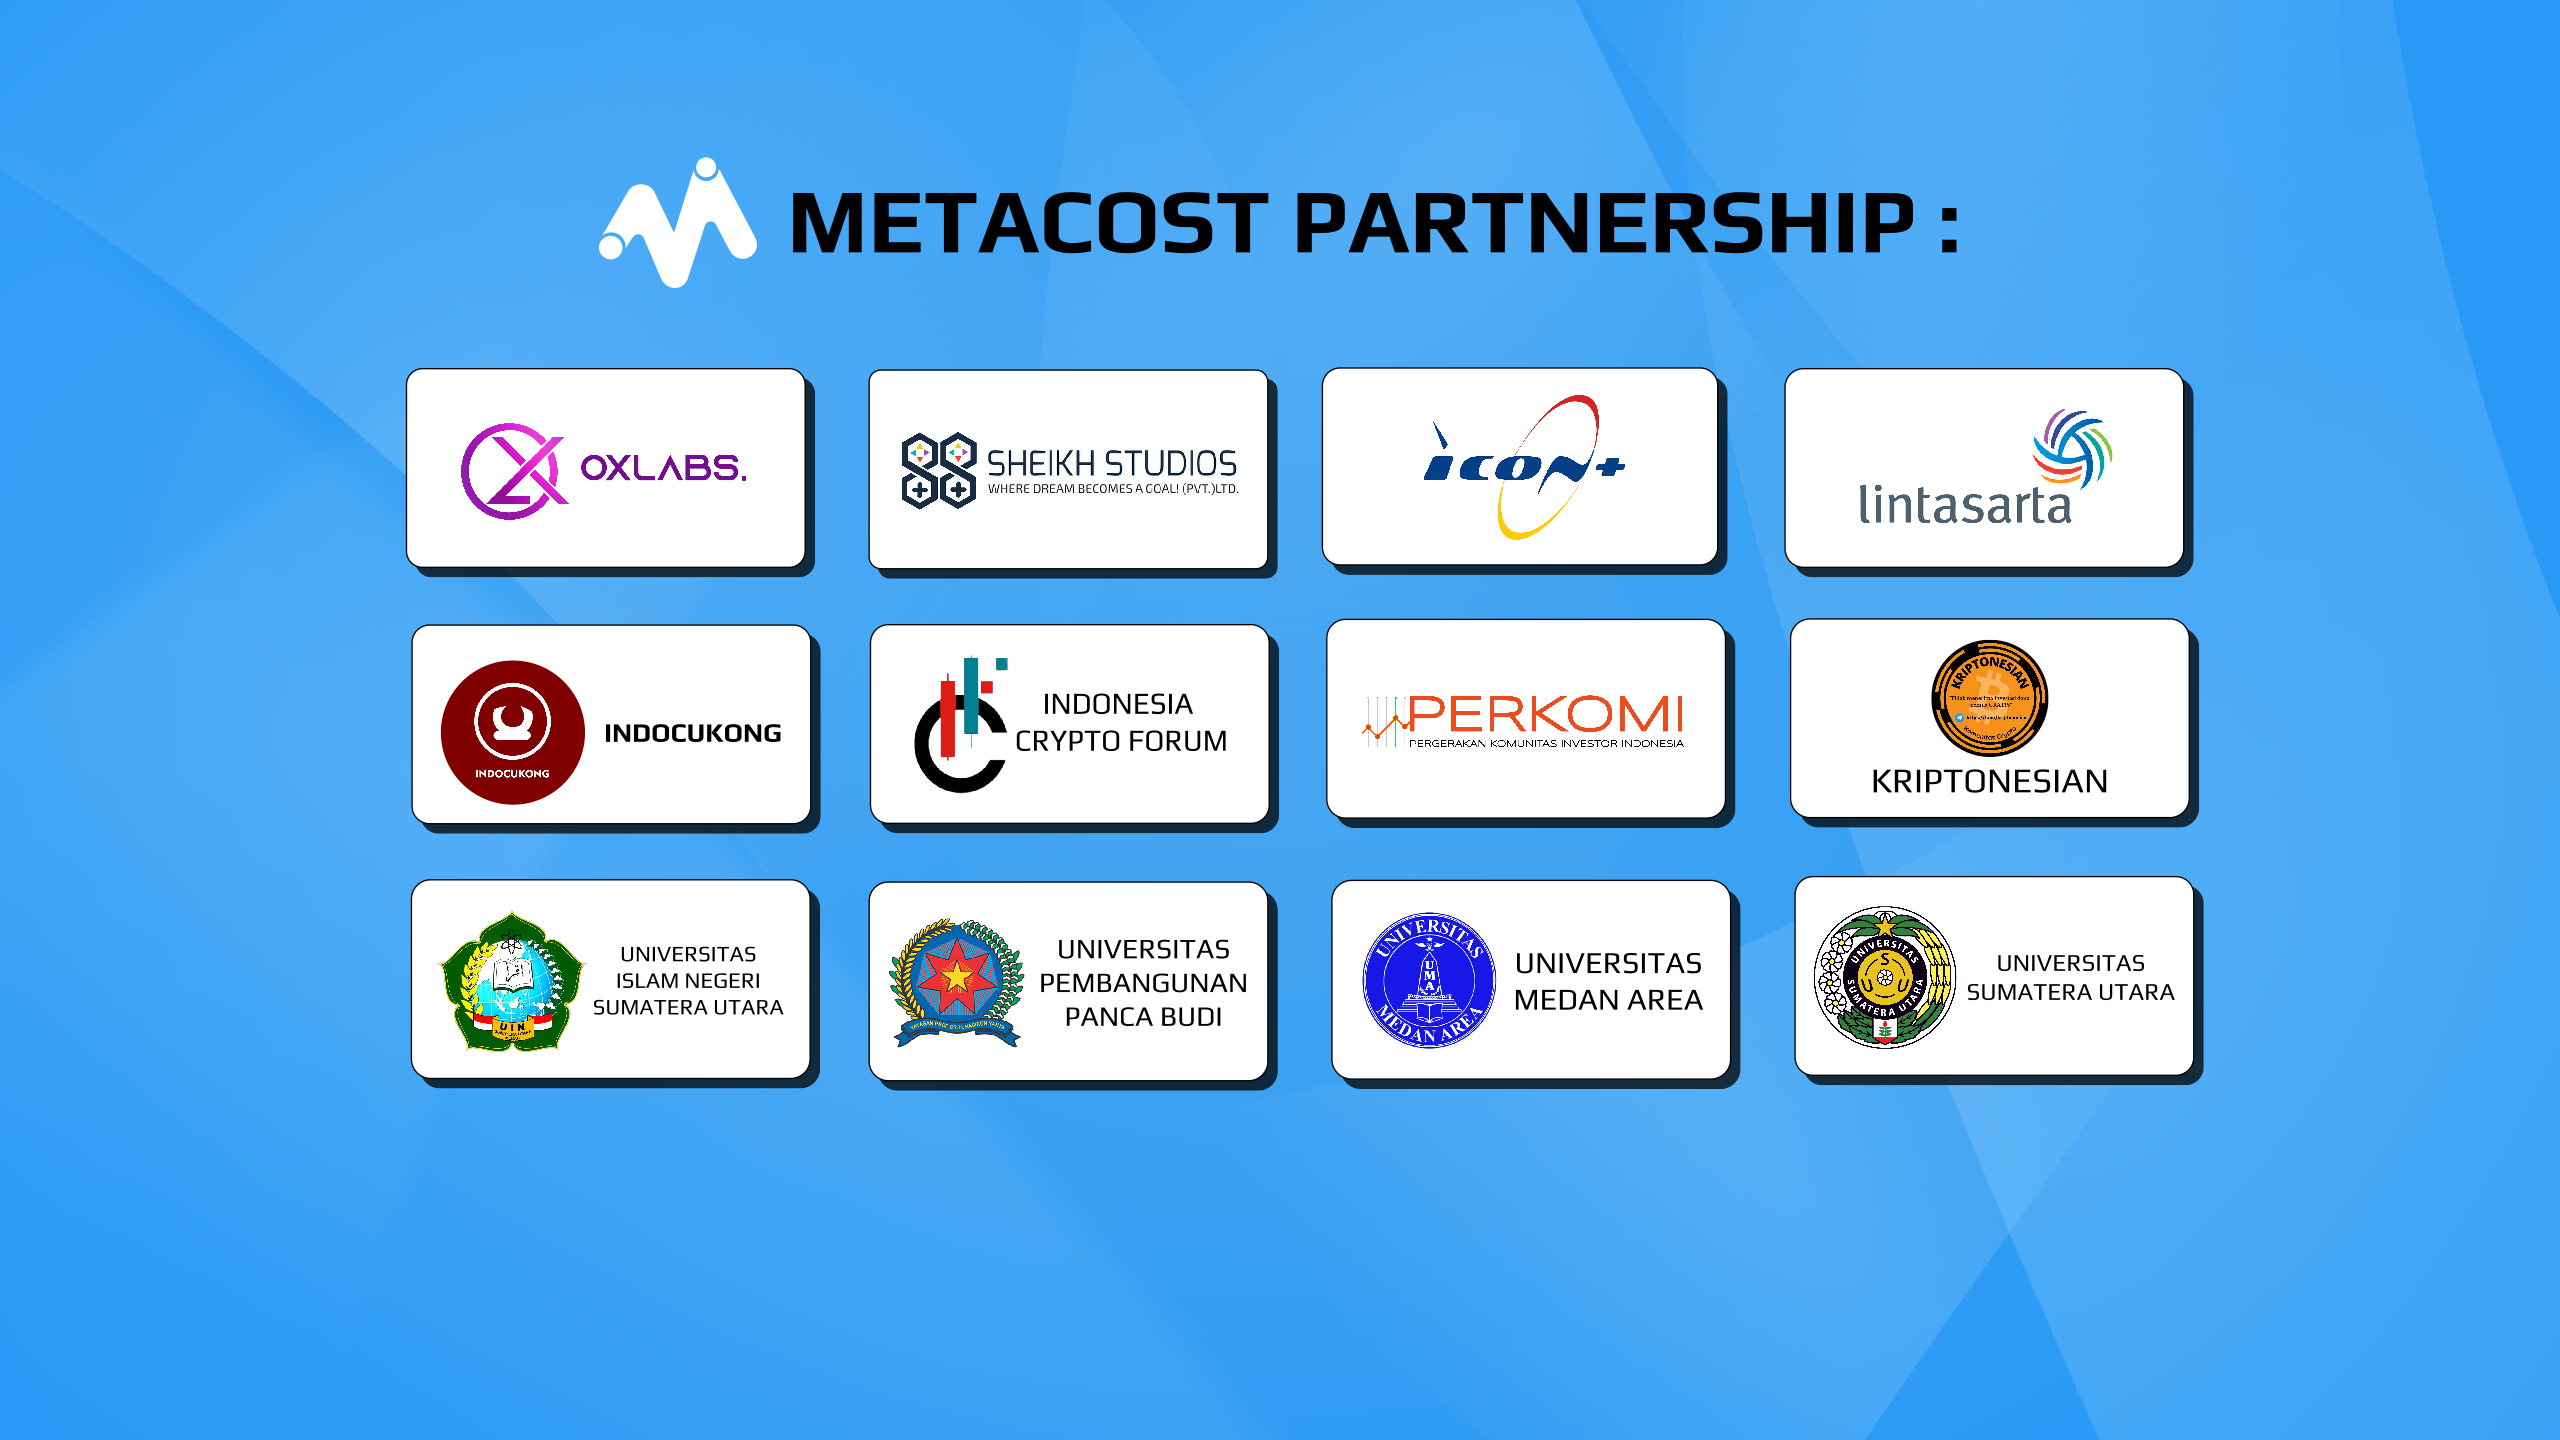 METACOST PARTNERSHIP :
OXLABS.
SHEIKH STUDIOS
WHERE DREAM BECOMES A GOAL! (PVT.)LTD.
icon+
lintasarta
INDOCUKONG
INDOCUKONG
INDONESIA
CRYPTO FORUM
PERKOMI
PERGERAKAN KOMUNITAS INVESTOR INDONESIA
KRIPTONESIAN
Komunitas Crypto
KRIPTONESIAN
UIN
UNIVERSITAS
ISLAM NEGERI
SUMATERA UTARA
UNIVERSITAS
PEMBANGUNAN
PANCA BUDI
UNIVERSITAS
UMA
MEDAN AREA
UNIVERSITAS
MEDAN AREA
UNIVERSITAS
SUMATERA UTARA
UNIVERSITAS
SUMATERA UTARA